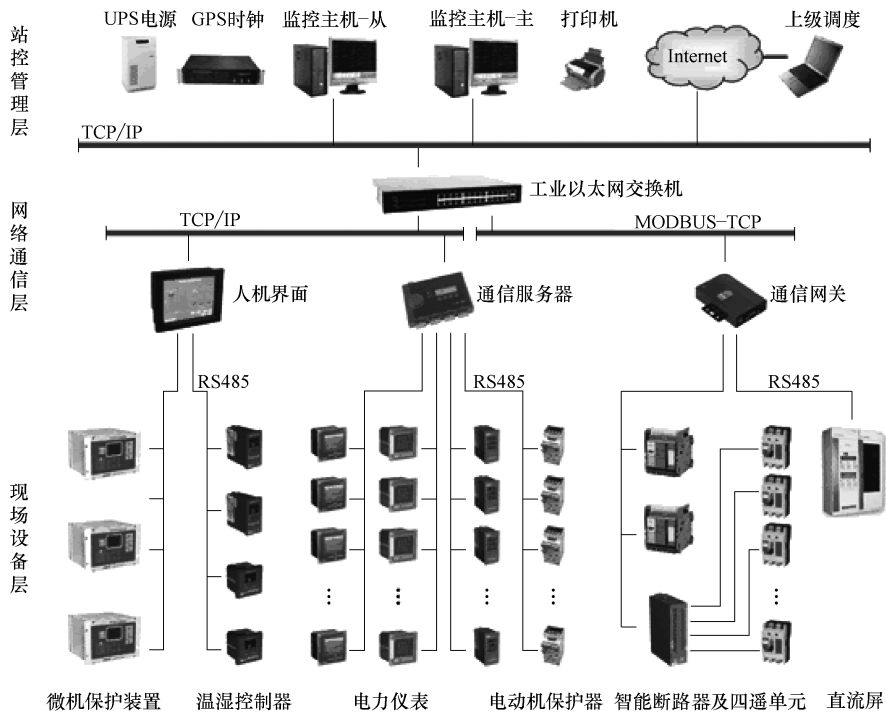 站控管理层
UPS电源
GPS时钟
监控主机-从
监控主机-主
打印机
Internet
上级调度
TCP/IP
网络通信层
工业以太网交换机
TCP/IP
MODBUS-TCP
人机界面
通信服务器
通信网关
RS485
RS485
RS485
现场设备层
微机保护装置
温湿控制器
电力仪表
电动机保护器
智能断路器及四遥单元
直流屏